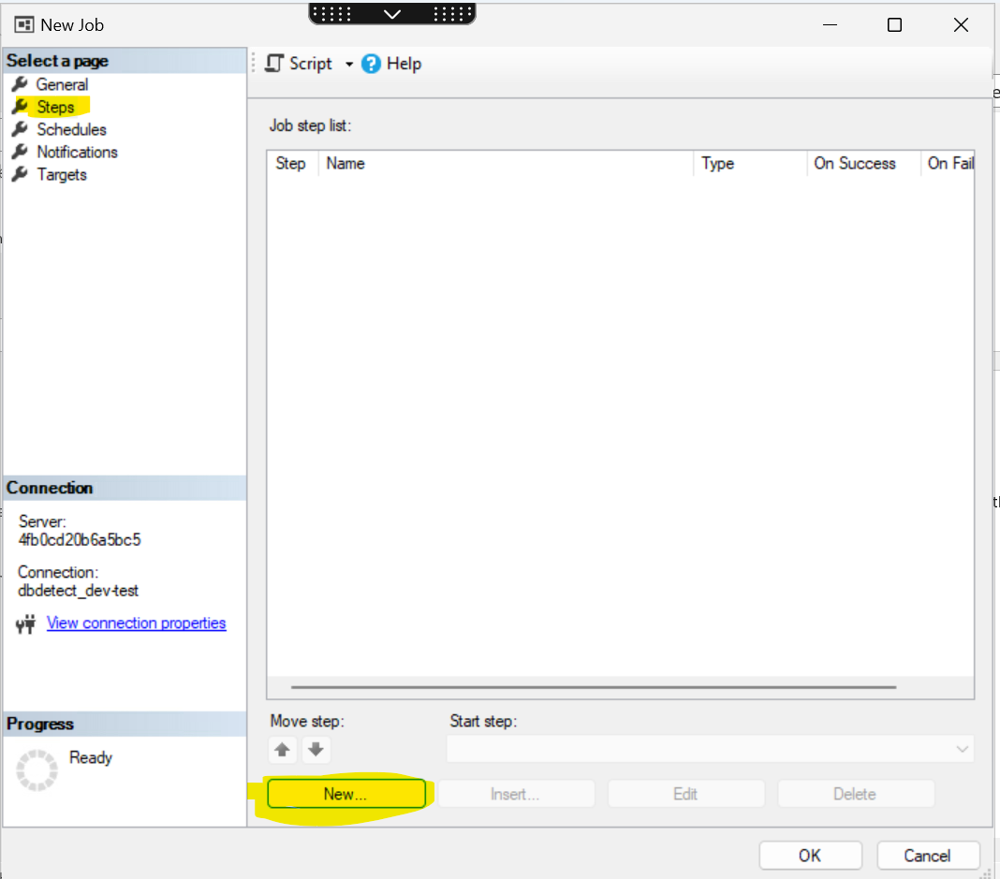 New Job
Select a page
General
Steps
Schedules
Notifications
Targets
Script
Help
Job step list:
Step Name Type On Success On Fail
Connection
Server:
4fb0cd20b6a5bc5
Connection:
dbdetect_dev-test
View connection properties
Progress
Ready
Move step:
Start step:
New...
Insert...
Edit
Delete
OK
Cancel